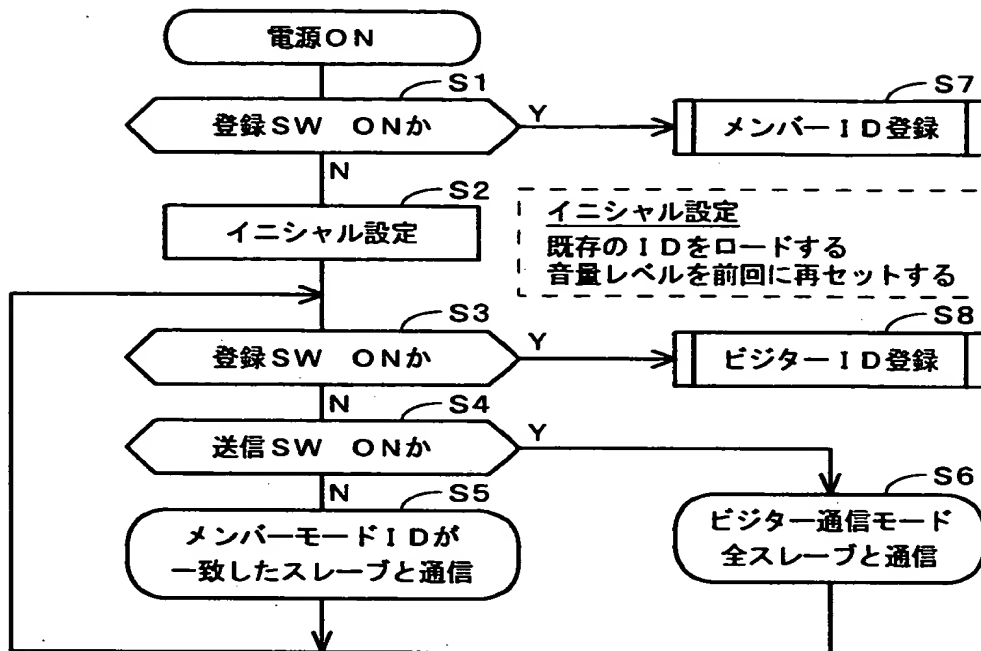 電源ON
S1
登録SW ONか
Y
S7
メンバーID登録
N
S2
イニシャル設定
イニシャル設定
既存のIDをロードする
音量レベルを前回に再セットする
S3
登録SW ONか
Y
S8
ビジターID登録
N
S4
送信SW ONか
Y
N
S5
メンバーモードIDが
一致したスレーブと通信
S6
ビジター通信モード
全スレーブと通信